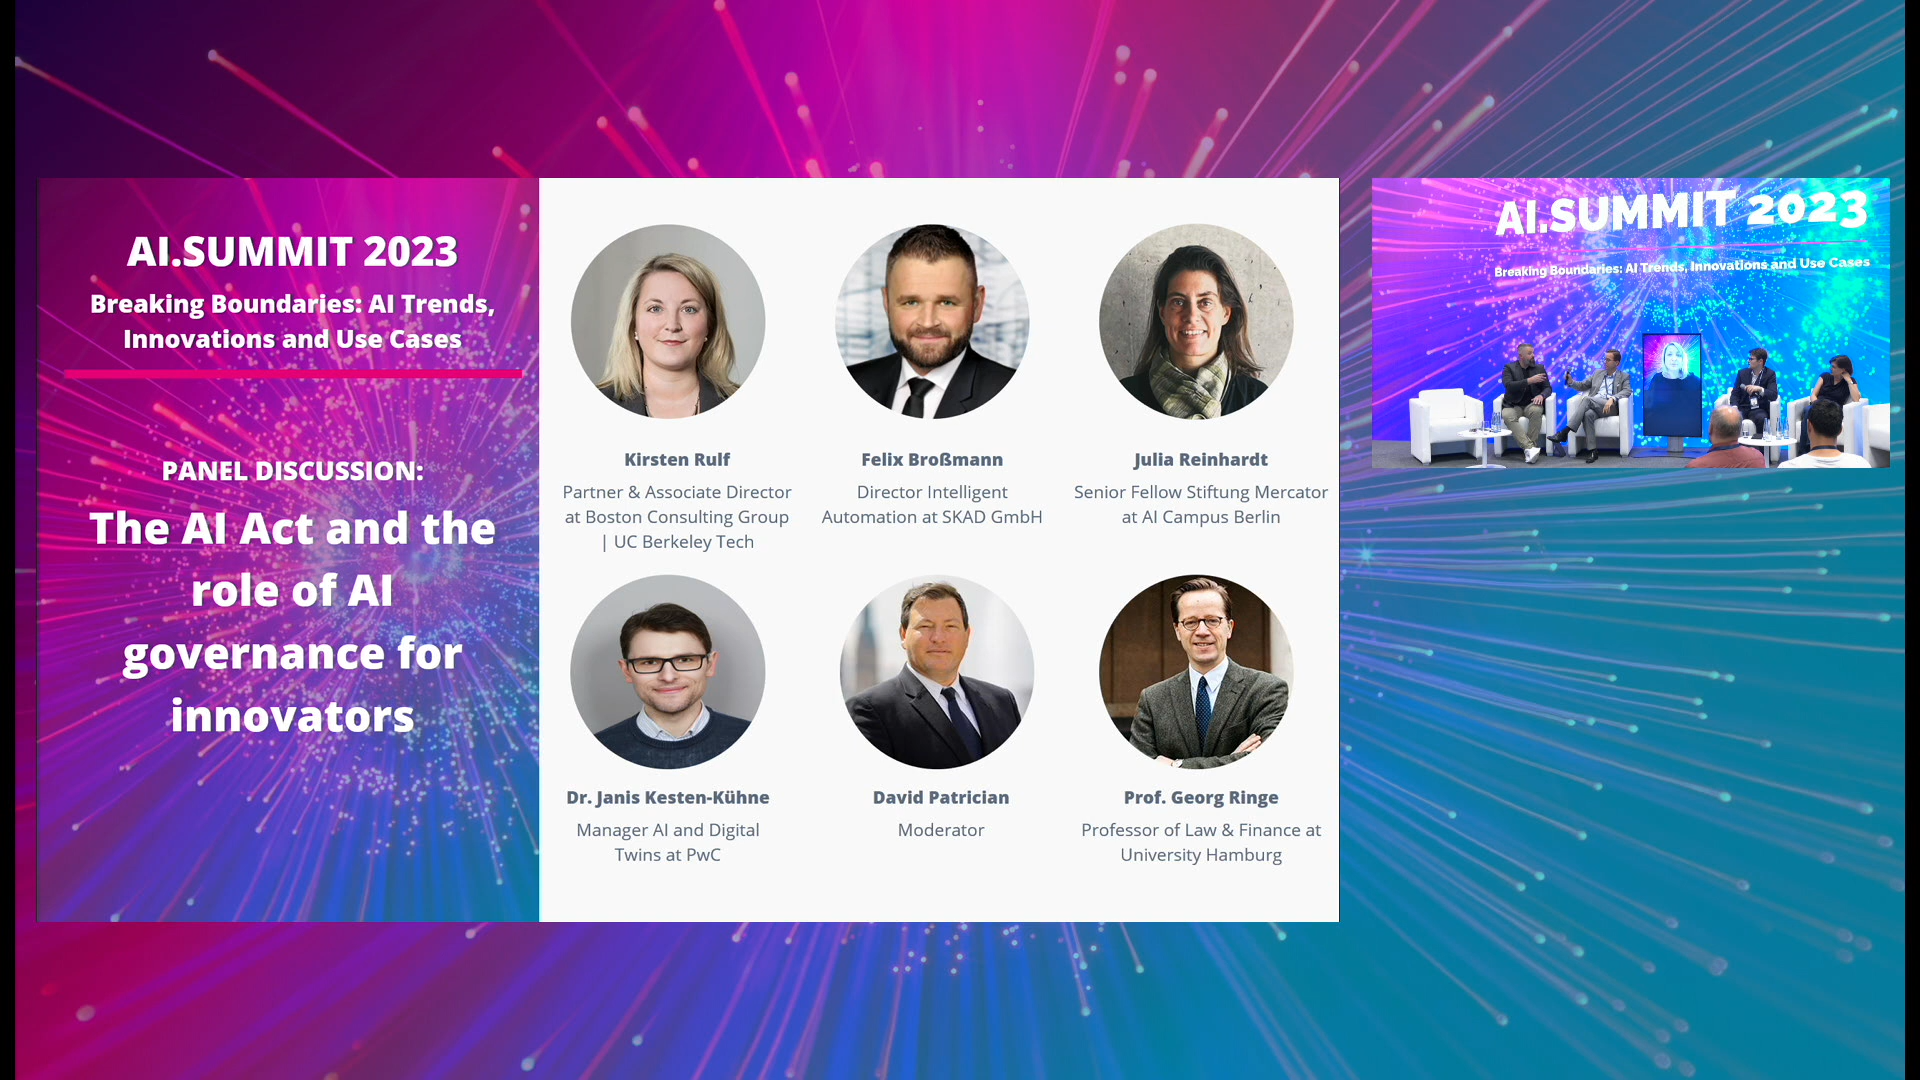 AI.SUMMIT 2023
Breaking Boundaries: AI Trends,
Innovations and Use Cases
PANEL DISCUSSION:
The AI Act and the
role of AI
governance for
innovators
Kirsten Rulf
Partner & Associate Director
at Boston Consulting Group
| UC Berkeley Tech
Felix Broßmann
Director Intelligent
Automation at SKAD GmbH
Julia Reinhardt
Senior Fellow Stiftung Mercator
at AI Campus Berlin
Dr. Janis Kesten-Kühne
Manager AI and Digital
Twins at PwC
David Patrician
Moderator
Prof. Georg Ringe
Professor of Law & Finance at
University Hamburg
AI.SUMMIT 2023
Breaking Boundaries: AI Trends, Innovations and Use Cases